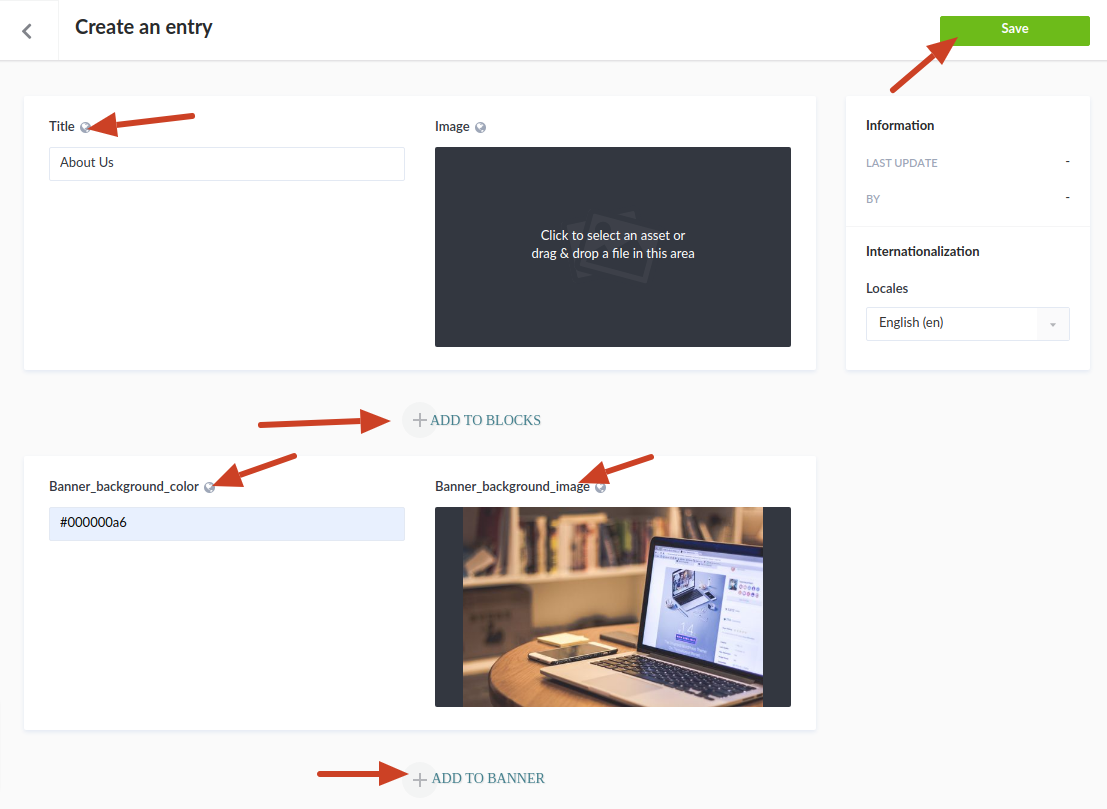 Create an entry
Save
Title
About Us
Image
Click to select an asset or
drag & drop a file in this area
Information
LAST UPDATE -
BY -
Internationalization
Locales
English (en)
ADD TO BLOCKS
Banner_background_color
#000000a6
Banner_background_image
ADD TO BANNER